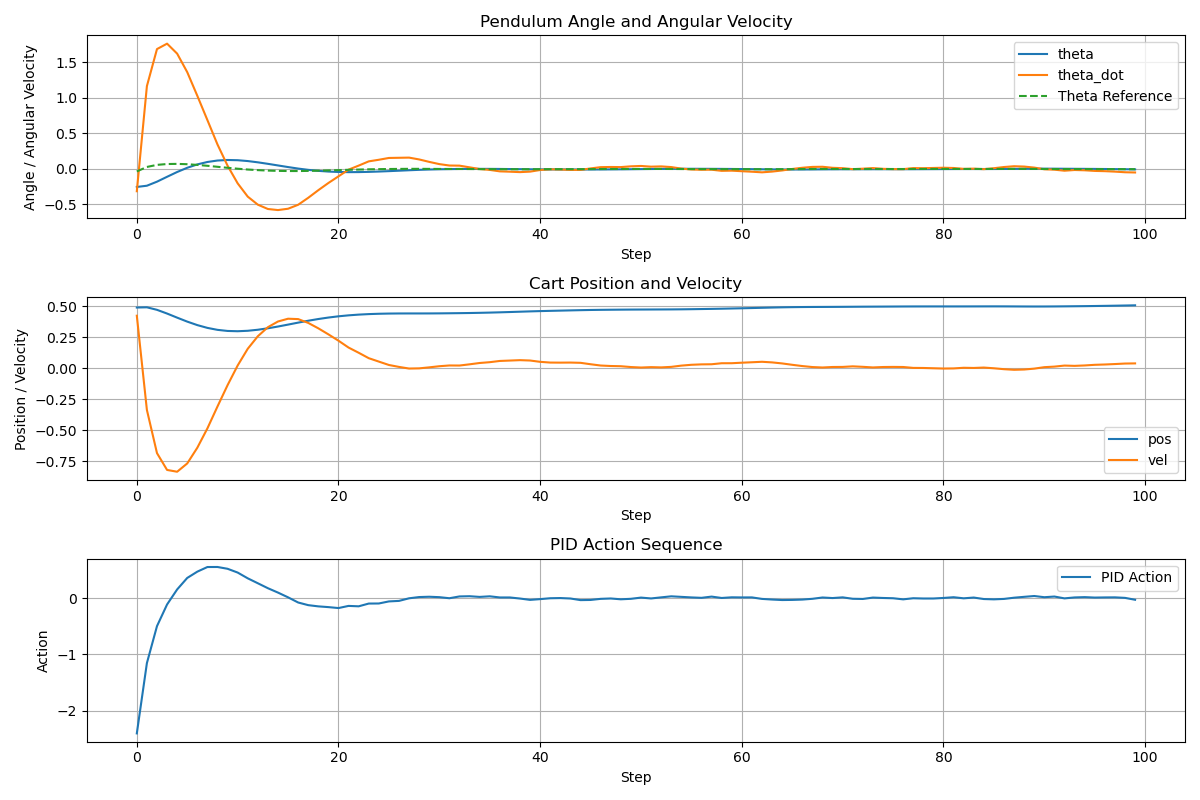 Pendulum Angle and Angular Velocity
Angle / Angular Velocity
1.5
1.0
0.5
0.0
−0.5
theta
theta_dot
Theta Reference
0 20 40 60 80 100
Step
Cart Position and Velocity
Position / Velocity
0.50
0.25
0.00
−0.25
−0.50
−0.75
pos
vel
0 20 40 60 80 100
Step
PID Action Sequence
Action
0
−1
−2
PID Action
0 20 40 60 80 100
Step